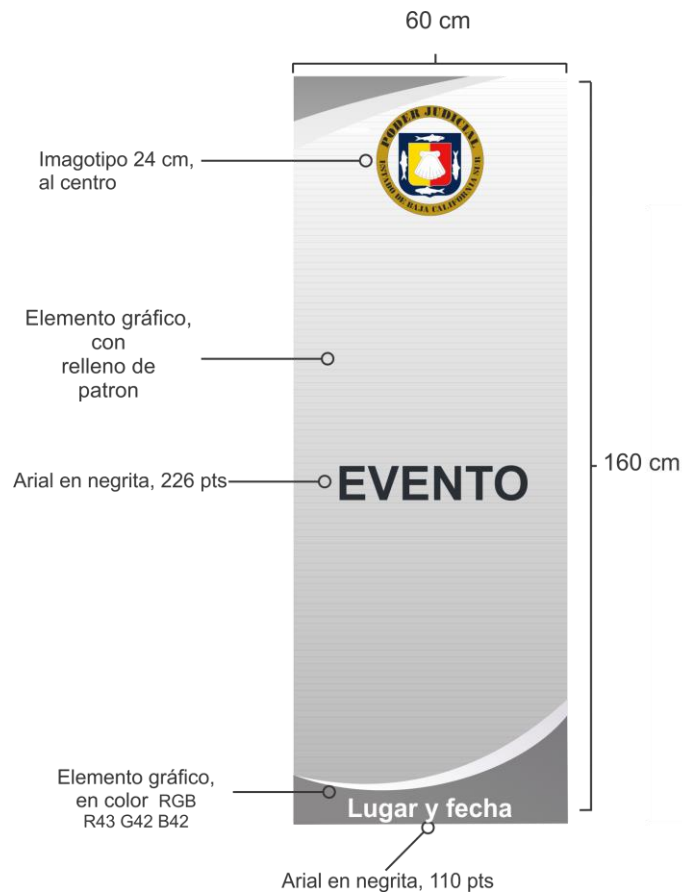 60 cm
PODER JUDICIAL
ESTADO DE BAJA CALIFORNIA SUR
Imagotipo 24 cm,
al centro
Elemento gráfico,
con
relleno de
patron
Arial en negrita, 226 pts
EVENTO
160 cm
Elemento gráfico,
en color RGB
R43 G42 B42
Lugar y fecha
Arial en negrita, 110 pts